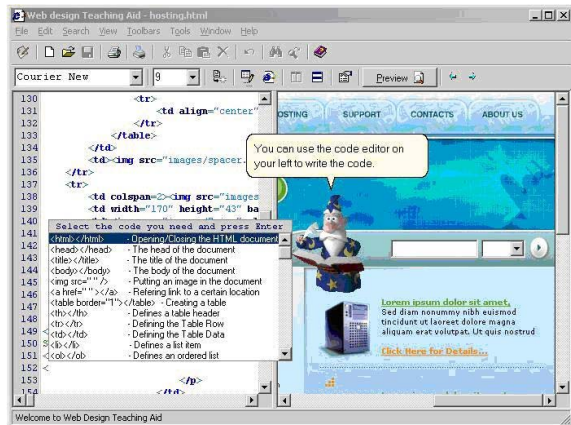 Web design Teaching Aid - hosting.html
File Edit Search View Toolbars Tools Window Help
Courier New 9 Preview
130 <tr>
131 <td align="center"
132 </tr>
133 </table>
134 </td>
135 <td><img src="images/spacer.
136 </tr>
137 <tr>
138 <td colspan=2><img src="images
139 <td width="170" height="43" ba
140
141
142
143
144
145
146
147
148
149 <
150 S
151 <
152 <
153 </p>
154 </td>
Select the code you need and press Enter
<html></html> - Opening/Closing the HTML document
<head></head> - The head of the document
<title></title> - The title of the document
<body></body> - The body of the document
<img src="" /> - Putting an image in the document
<a href=" "></a> - Refering link to a certain location
<table border="1"></table> - Creating a table
<th></th> - Defines a table header
<tr></tr> - Defining the Table Row
<td></td> - Defining the Table Data
<li></li> - Defines a list item
<ol></ol> - Defines an ordered list
OSTING SUPPORT CONTACTS ABOUT US
You can use the code editor on
your left to write the code.
Lorem ipsum dolor sit amet,
Sed diam nonummy nibh euismod
tincidunt ut laoreet dolore magna
aliquam erat volutpat. Ut quis nostrud
Click Here for Details...
Welcome to Web Design Teaching Aid